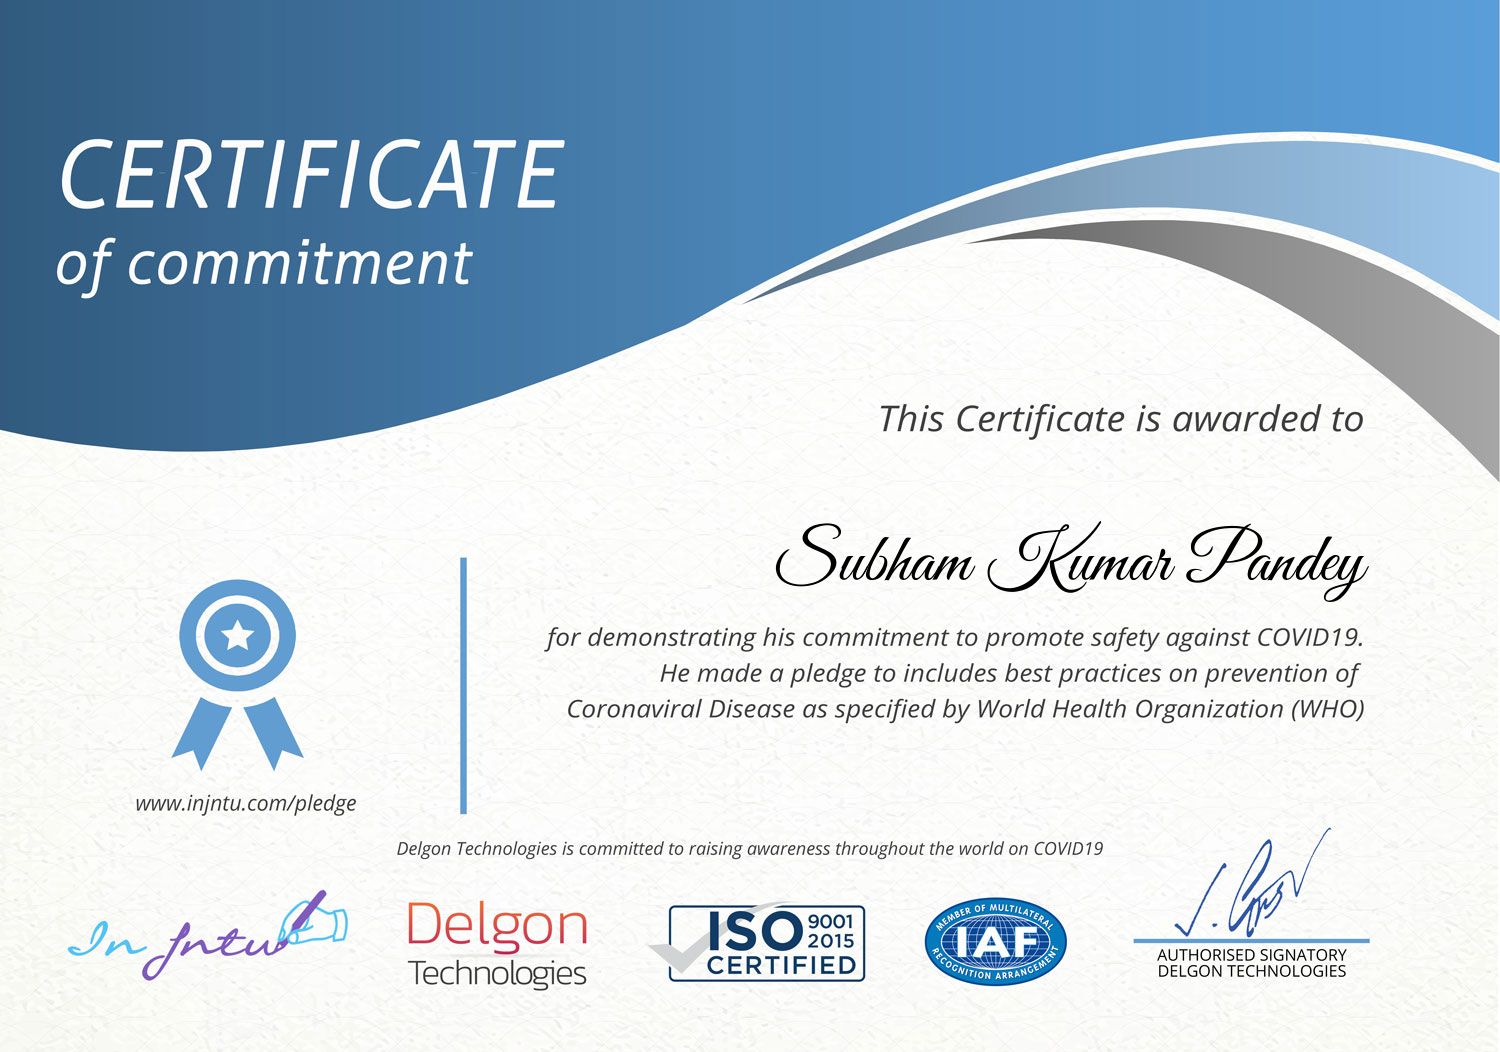 CERTIFICATE
of commitment
This Certificate is awarded to
Subham Kumar Pandey
for demonstrating his commitment to promote safety against COVID19.
He made a pledge to includes best practices on prevention of
Coronaviral Disease as specified by World Health Organization (WHO)
www.injntu.com/pledge
Delgon Technologies is committed to raising awareness throughout the world on COVID19
In Jntu
Delgon
Technologies
ISO 9001
2015
CERTIFIED
MEMBER OF MULTILATERAL
IAF
RECOGNITION ARRANGEMENT
AUTHORISED SIGNATORY
DELGON TECHNOLOGIES